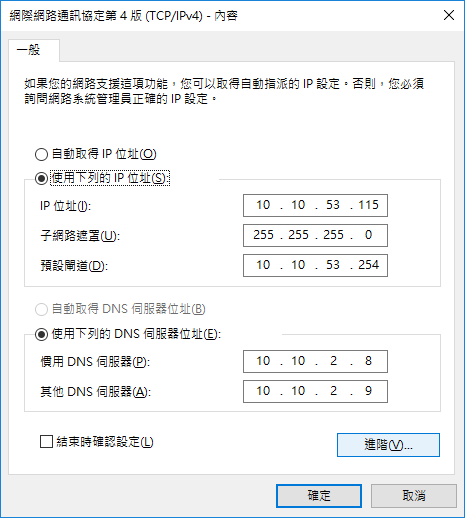 網際網路通訊協定第 4 版 (TCP/IPv4) - 內容
一般
如果您的網路支援這項功能，您可以取得自動指派的 IP 設定。否則，您必須
詢問網路系統管理員正確的 IP 設定。
自動取得 IP 位址(O)
使用下列的 IP 位址(S):
IP 位址(I): 10 . 10 . 53 . 115
子網路遮罩(U): 255 . 255 . 255 . 0
預設閘道(D): 10 . 10 . 53 . 254
自動取得 DNS 伺服器位址(B)
使用下列的 DNS 伺服器位址(E):
慣用 DNS 伺服器(P): 10 . 10 . 2 . 8
其他 DNS 伺服器(A): 10 . 10 . 2 . 9
結束時確認設定(L)
進階(V)...
確定 取消